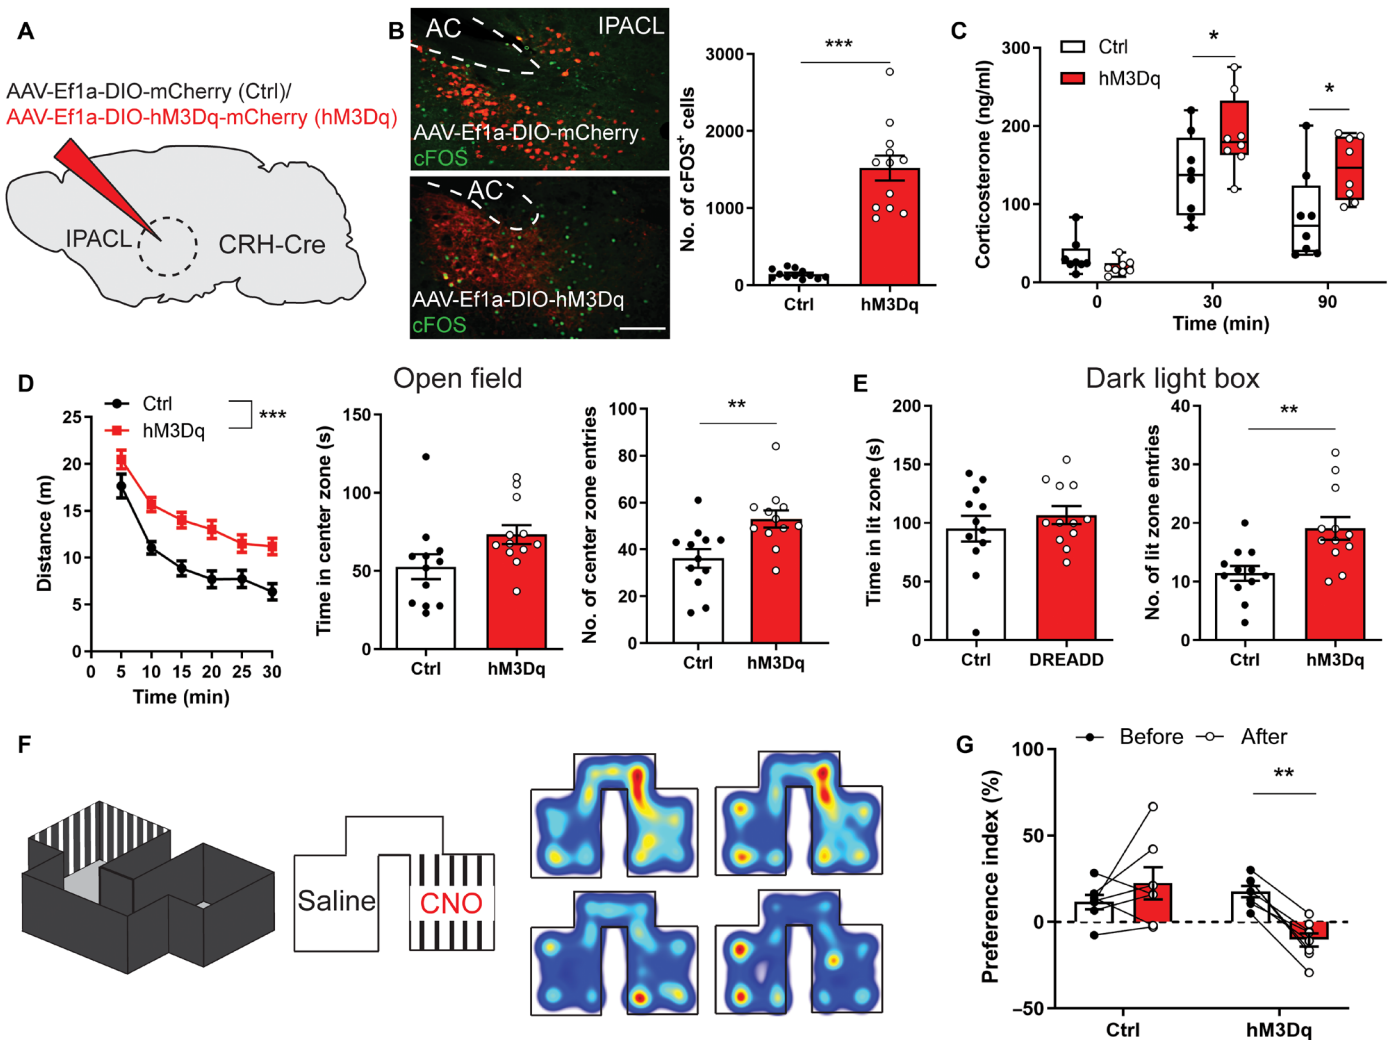 A
AAV-Ef1a-DIO-mCherry (Ctrl)/
AAV-Ef1a-DIO-hM3Dq-mCherry (hM3Dq)
IPACL
CRH-Cre
B
AC
IPACL
AAV-Ef1a-DIO-mCherry
cFOS
AC
AAV-Ef1a-DIO-hM3Dq
cFOS
No. of cFOS+ cells
3000
2000
1000
0
***
Ctrl
hM3Dq
C
Corticosterone (ng/ml)
300
200
100
0
Ctrl
hM3Dq
*
*
0
30
90
Time (min)
D
Open field
Ctrl
hM3Dq
***
Distance (m)
25
20
15
10
5
0
0
5
10
15
20
25
30
Time (min)
Time in center zone (s)
150
100
50
0
Ctrl
hM3Dq
No. of center zone entries
100
80
60
40
20
0
**
Ctrl
hM3Dq
E
Dark light box
Time in lit zone (s)
200
150
100
50
0
Ctrl
DREADD
No. of lit zone entries
40
30
20
10
0
**
Ctrl
hM3Dq
F
Saline
CNO
G
Before
After
Preference index (%)
100
50
0
–50
**
Ctrl
hM3Dq